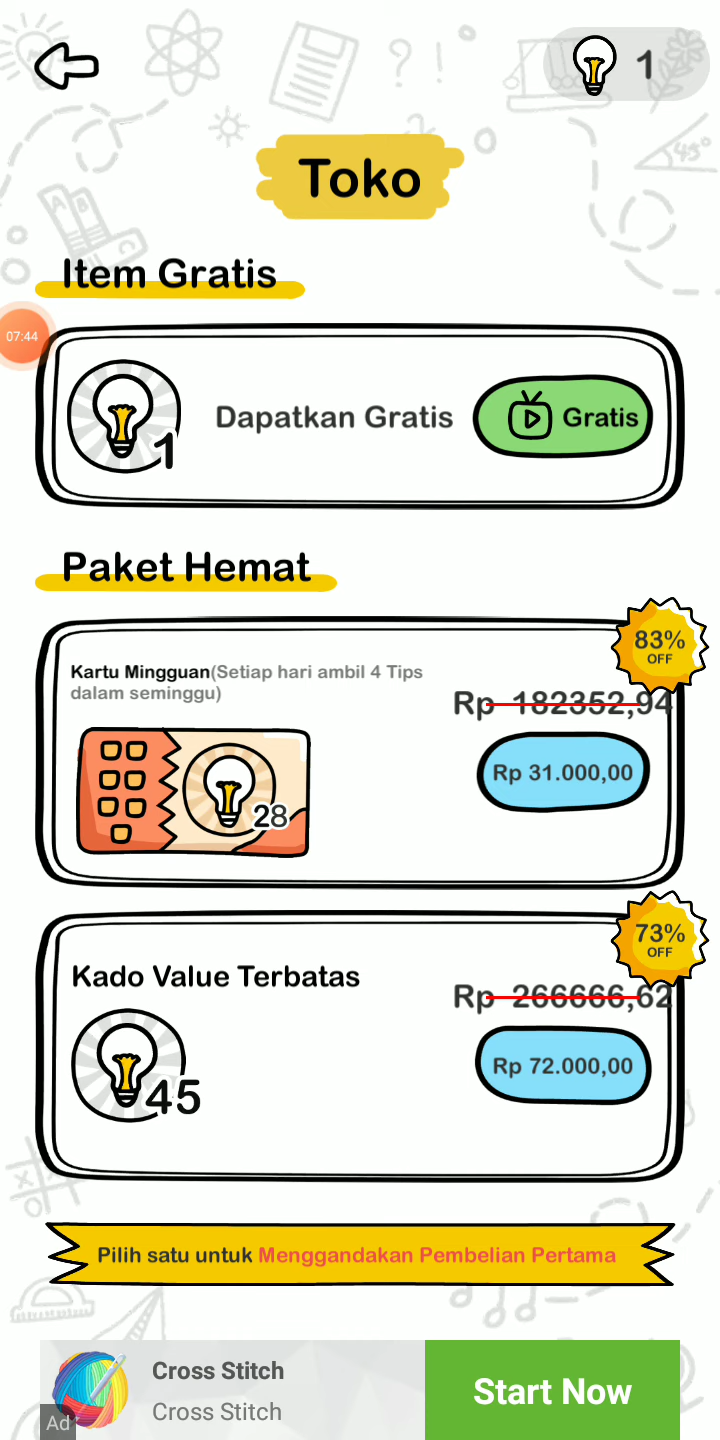 1
Toko
Item Gratis
07:44
1
Dapatkan Gratis
Gratis
Paket Hemat
83%
OFF
Kartu Mingguan(Setiap hari ambil 4 Tips
dalam seminggu)
Rp 182352,94
Rp 31.000,00
28
73%
OFF
Kado Value Terbatas
Rp 266666,62
Rp 72.000,00
45
Pilih satu untuk Menggandakan Pembelian Pertama
Cross Stitch
Cross Stitch
Ad
Start Now